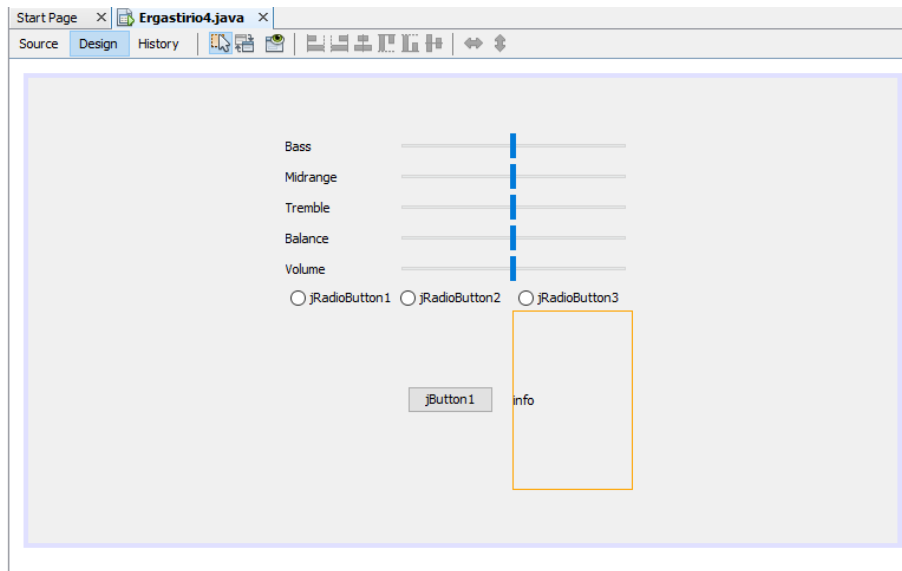 Start Page Ergastirio4.java
Source Design History
Bass
Midrange
Tremble
Balance
Volume
jRadioButton1 jRadioButton2 jRadioButton3
jButton1 info